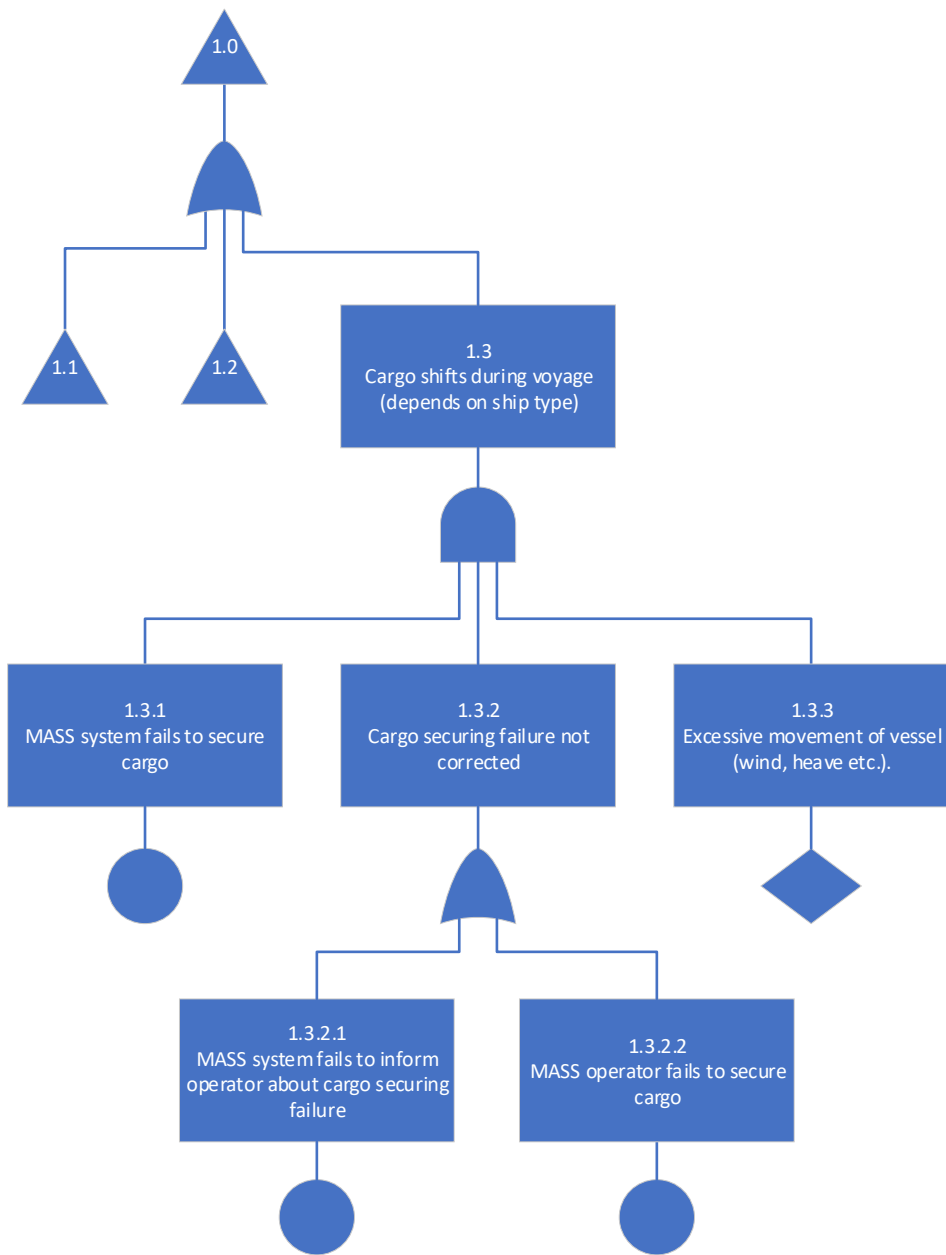 1.0
1.1
1.2
1.3
Cargo shifts during voyage
(depends on ship type)
1.3.1
MASS system fails to secure
cargo
1.3.2
Cargo securing failure not
corrected
1.3.3
Excessive movement of vessel
(wind, heave etc.).
1.3.2.1
MASS system fails to inform
operator about cargo securing
failure
1.3.2.2
MASS operator fails to secure
cargo